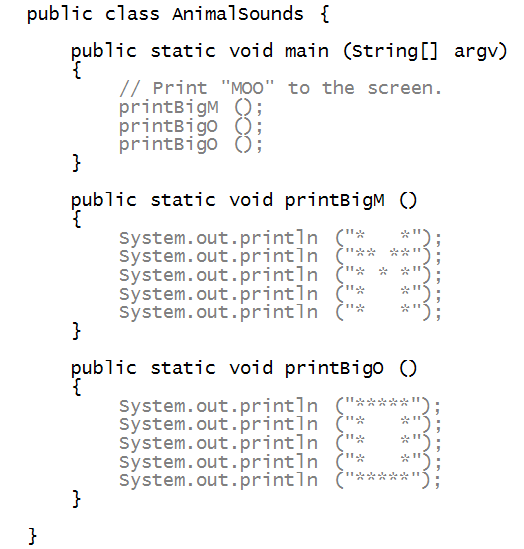 public class AnimalSounds {
public static void main (String[] argv)
{
// Print "MOO" to the screen.
printBigM ();
printBigO ();
printBigO ();
}
public static void printBigM ()
{
System.out.println ("*   *");
System.out.println ("** **");
System.out.println ("* * *");
System.out.println ("*   *");
System.out.println ("*   *");
}
public static void printBigO ()
{
System.out.println ("*****");
System.out.println ("*   *");
System.out.println ("*   *");
System.out.println ("*   *");
System.out.println ("*****");
}
}